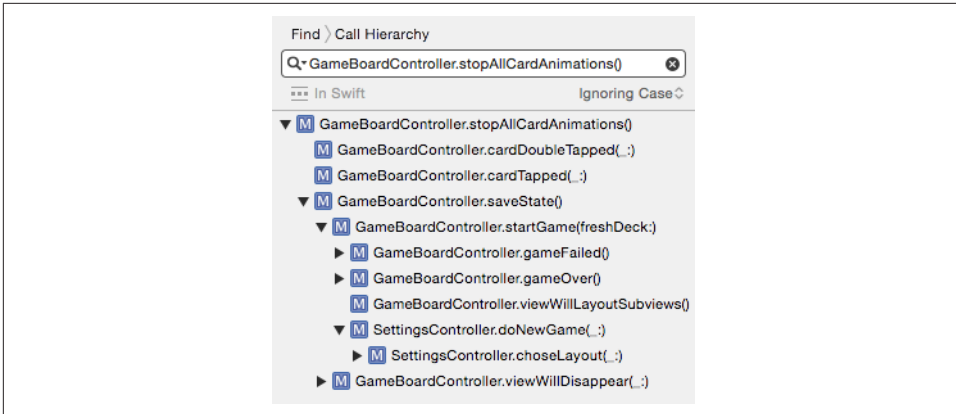 Find 〉Call Hierarchy
GameBoardController.stopAllCardAnimations()
In Swift Ignoring Case
M GameBoardController.stopAllCardAnimations()
M GameBoardController.cardDoubleTapped(_:)
M GameBoardController.cardTapped(_:)
M GameBoardController.saveState()
M GameBoardController.startGame(freshDeck:)
M GameBoardController.gameFailed()
M GameBoardController.gameOver()
M GameBoardController.viewWillLayoutSubviews()
M SettingsController.doNewGame(_:)
M SettingsController.choseLayout(_:)
M GameBoardController.viewWillDisappear(_:)